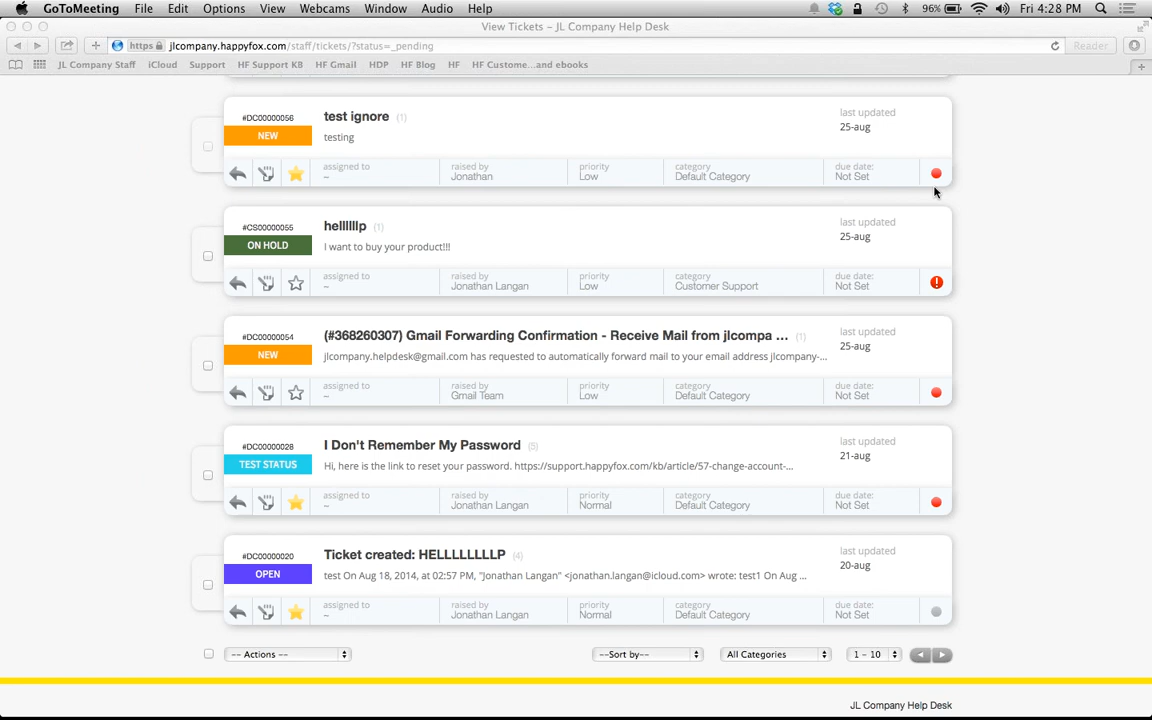 GoToMeeting File Edit Options View Webcams Window Audio Help 96% Fri 4:28 PM
View Tickets – JL Company Help Desk
https jlcompany.happyfox.com/staff/tickets/?status=_pending Reader
JL Company Staff iCloud Support HF Support KB HF Gmail HDP HF Blog HF HF Custome...and ebooks
#DC00000056 test ignore (1) last updated
NEW testing 25-aug
assigned to raised by priority category due date:
~ Jonathan Low Default Category Not Set
#CS00000055 hellllllp (1) last updated
ON HOLD I want to buy your product!!! 25-aug
assigned to raised by priority category due date:
~ Jonathan Langan Low Customer Support Not Set
#DC00000054 (#368260307) Gmail Forwarding Confirmation - Receive Mail from jlcompa ... (1) last updated
NEW jlcompany.helpdesk@gmail.com has requested to automatically forward mail to your email address jlcompany-... 25-aug
assigned to raised by priority category due date:
~ Gmail Team Low Default Category Not Set
#DC00000028 I Don't Remember My Password (5) last updated
TEST STATUS Hi, here is the link to reset your password. https://support.happyfox.com/kb/article/57-change-account-... 21-aug
assigned to raised by priority category due date:
~ Jonathan Langan Normal Default Category Not Set
#DC00000020 Ticket created: HELLLLLLLLP (4) last updated
OPEN test On Aug 18, 2014, at 02:57 PM, "Jonathan Langan" <jonathan.langan@icloud.com> wrote: test1 On Aug ... 20-aug
assigned to raised by priority category due date:
~ Jonathan Langan Normal Default Category Not Set
-- Actions -- --Sort by-- All Categories 1 – 10
JL Company Help Desk